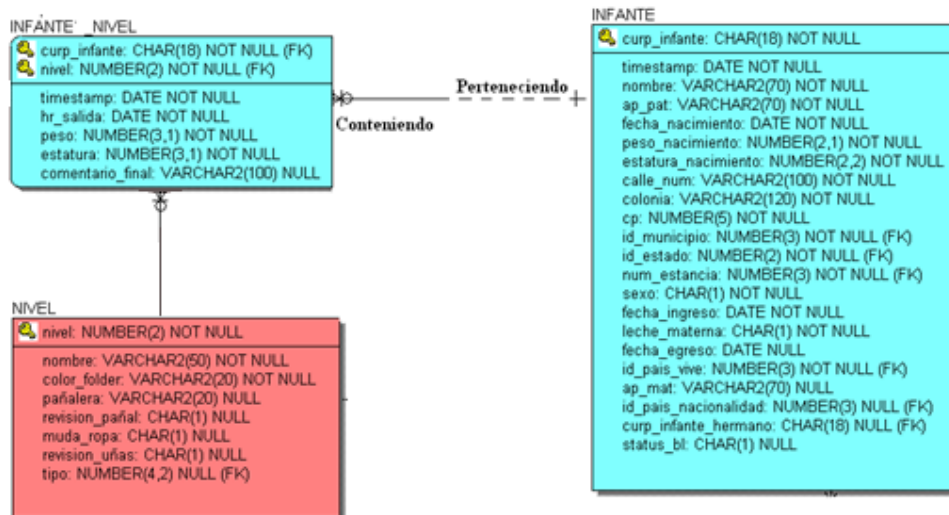 INFANTE _NIVEL
curp_infante: CHAR(18) NOT NULL (FK)
nivel: NUMBER(2) NOT NULL (FK)
timestamp: DATE NOT NULL
hr_salida: DATE NOT NULL
peso: NUMBER(3,1) NOT NULL
estatura: NUMBER(3,1) NOT NULL
comentario_final: VARCHAR2(100) NULL
Perteneciendo
Conteniendo
INFANTE
curp_infante: CHAR(18) NOT NULL
timestamp: DATE NOT NULL
nombre: VARCHAR2(70) NOT NULL
ap_pat: VARCHAR2(70) NOT NULL
fecha_nacimiento: DATE NOT NULL
peso_nacimiento: NUMBER(2,1) NOT NULL
estatura_nacimiento: NUMBER(2,2) NOT NULL
calle_num: VARCHAR2(100) NOT NULL
colonia: VARCHAR2(120) NOT NULL
cp: NUMBER(5) NOT NULL
id_municipio: NUMBER(3) NOT NULL (FK)
id_estado: NUMBER(2) NOT NULL (FK)
num_estancia: NUMBER(3) NOT NULL (FK)
sexo: CHAR(1) NOT NULL
fecha_ingreso: DATE NOT NULL
leche_materna: CHAR(1) NOT NULL
fecha_egreso: DATE NULL
id_pais_vive: NUMBER(3) NOT NULL (FK)
ap_mat: VARCHAR2(70) NULL
id_pais_nacionalidad: NUMBER(3) NULL (FK)
curp_infante_hermano: CHAR(18) NULL (FK)
status_bl: CHAR(1) NULL
NIVEL
nivel: NUMBER(2) NOT NULL
nombre: VARCHAR2(50) NOT NULL
color_folder: VARCHAR2(20) NOT NULL
pañalera: VARCHAR2(20) NULL
revision_pañal: CHAR(1) NULL
muda_ropa: CHAR(1) NULL
revision_uñas: CHAR(1) NULL
tipo: NUMBER(4,2) NULL (FK)